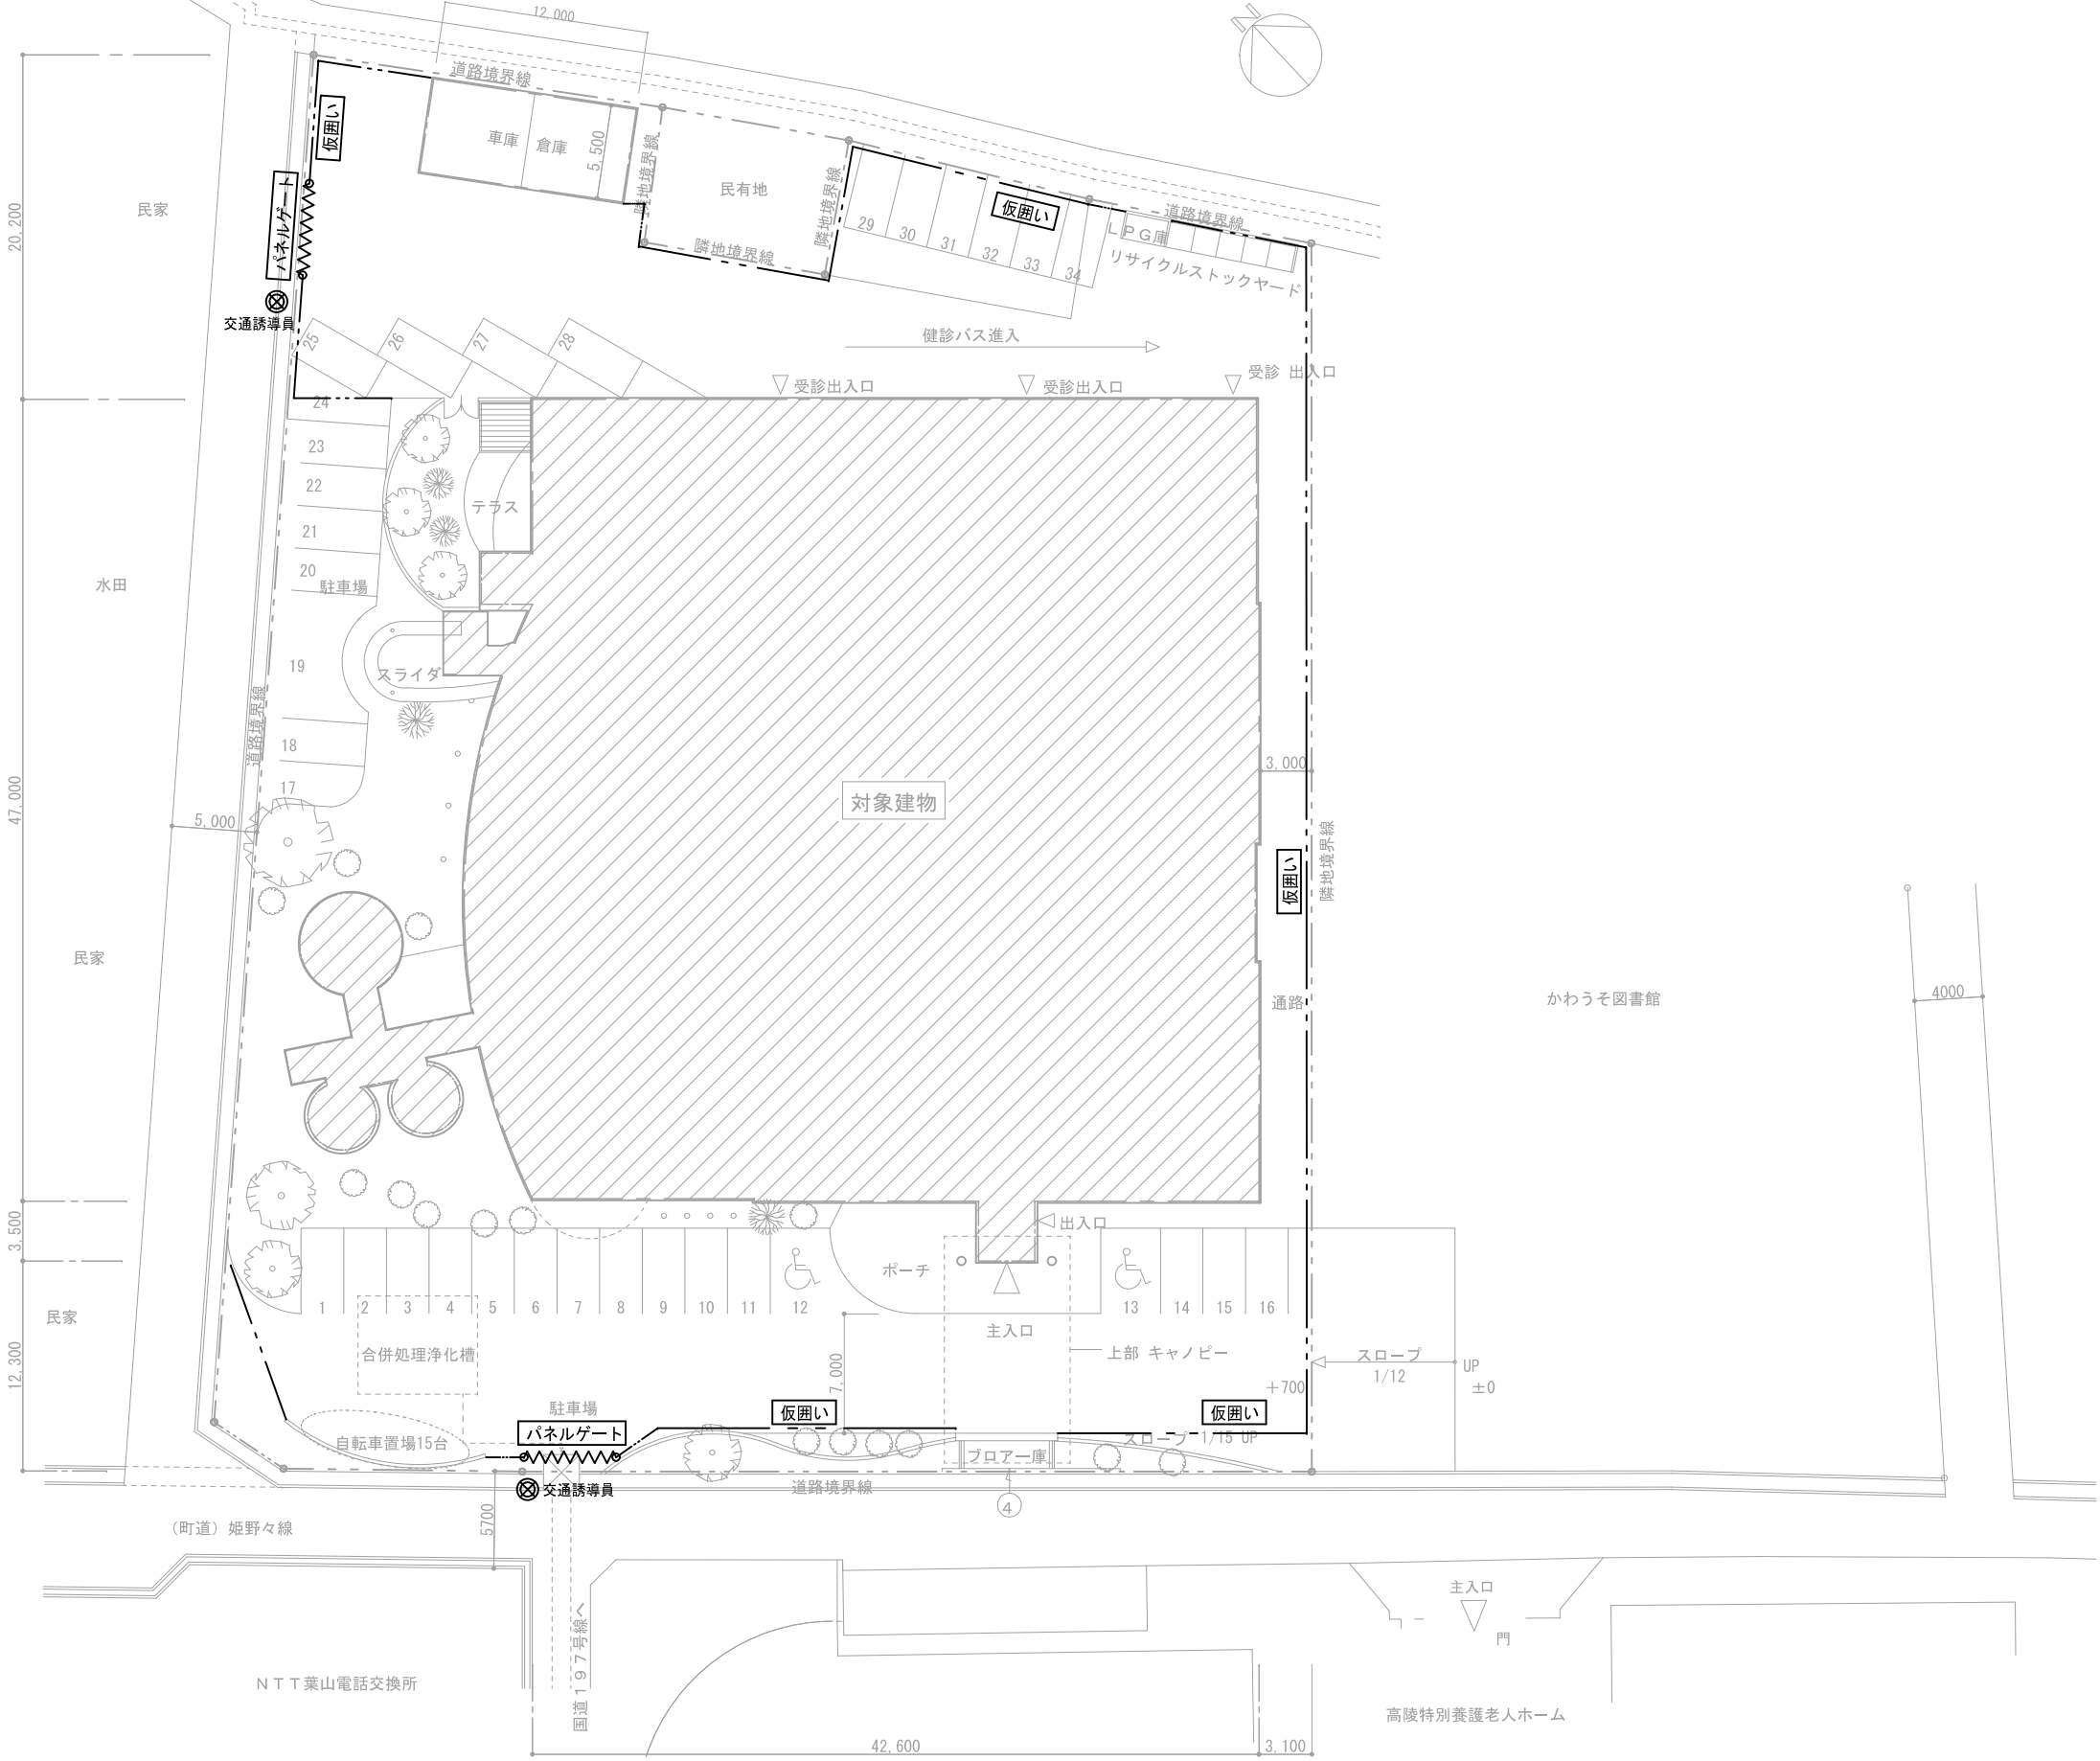 12,000
N
道路境界線
仮囲い
車庫
倉庫
5,500
隣地境界線
民有地
隣地境界線
隣地境界線
パネルゲート
民家
20,200
29
30
31
32
33
34
仮囲い
道路境界線
ＬＰＧ庫
リサイクルストックヤード
交通誘導員
25
26
27
28
健診バス進入
受診出入口
受診出入口
受診 出入口
24
23
22
21
20
駐車場
テラス
水田
19
スライダ
道路境界線
18
17
47,000
5,000
対象建物
3,000
隣地境界線
仮囲い
民家
通路
かわうそ図書館
4000
3,500
出入口
ポーチ
民家
1
2
3
4
5
6
7
8
9
10
11
12
13
14
15
16
主入口
12,300
合併処理浄化槽
7,000
上部 キャノピー
スロープ
1/12
UP
±0
+700
駐車場
仮囲い
仮囲い
パネルゲート
自転車置場15台
スロープ 1/15 UP
ブロアー庫
道路境界線
交通誘導員
4
5700
（町道）姫野々線
国道１９７号線へ
主入口
門
ＮＴＴ葉山電話交換所
高陵特別養護老人ホーム
42,600
3,100